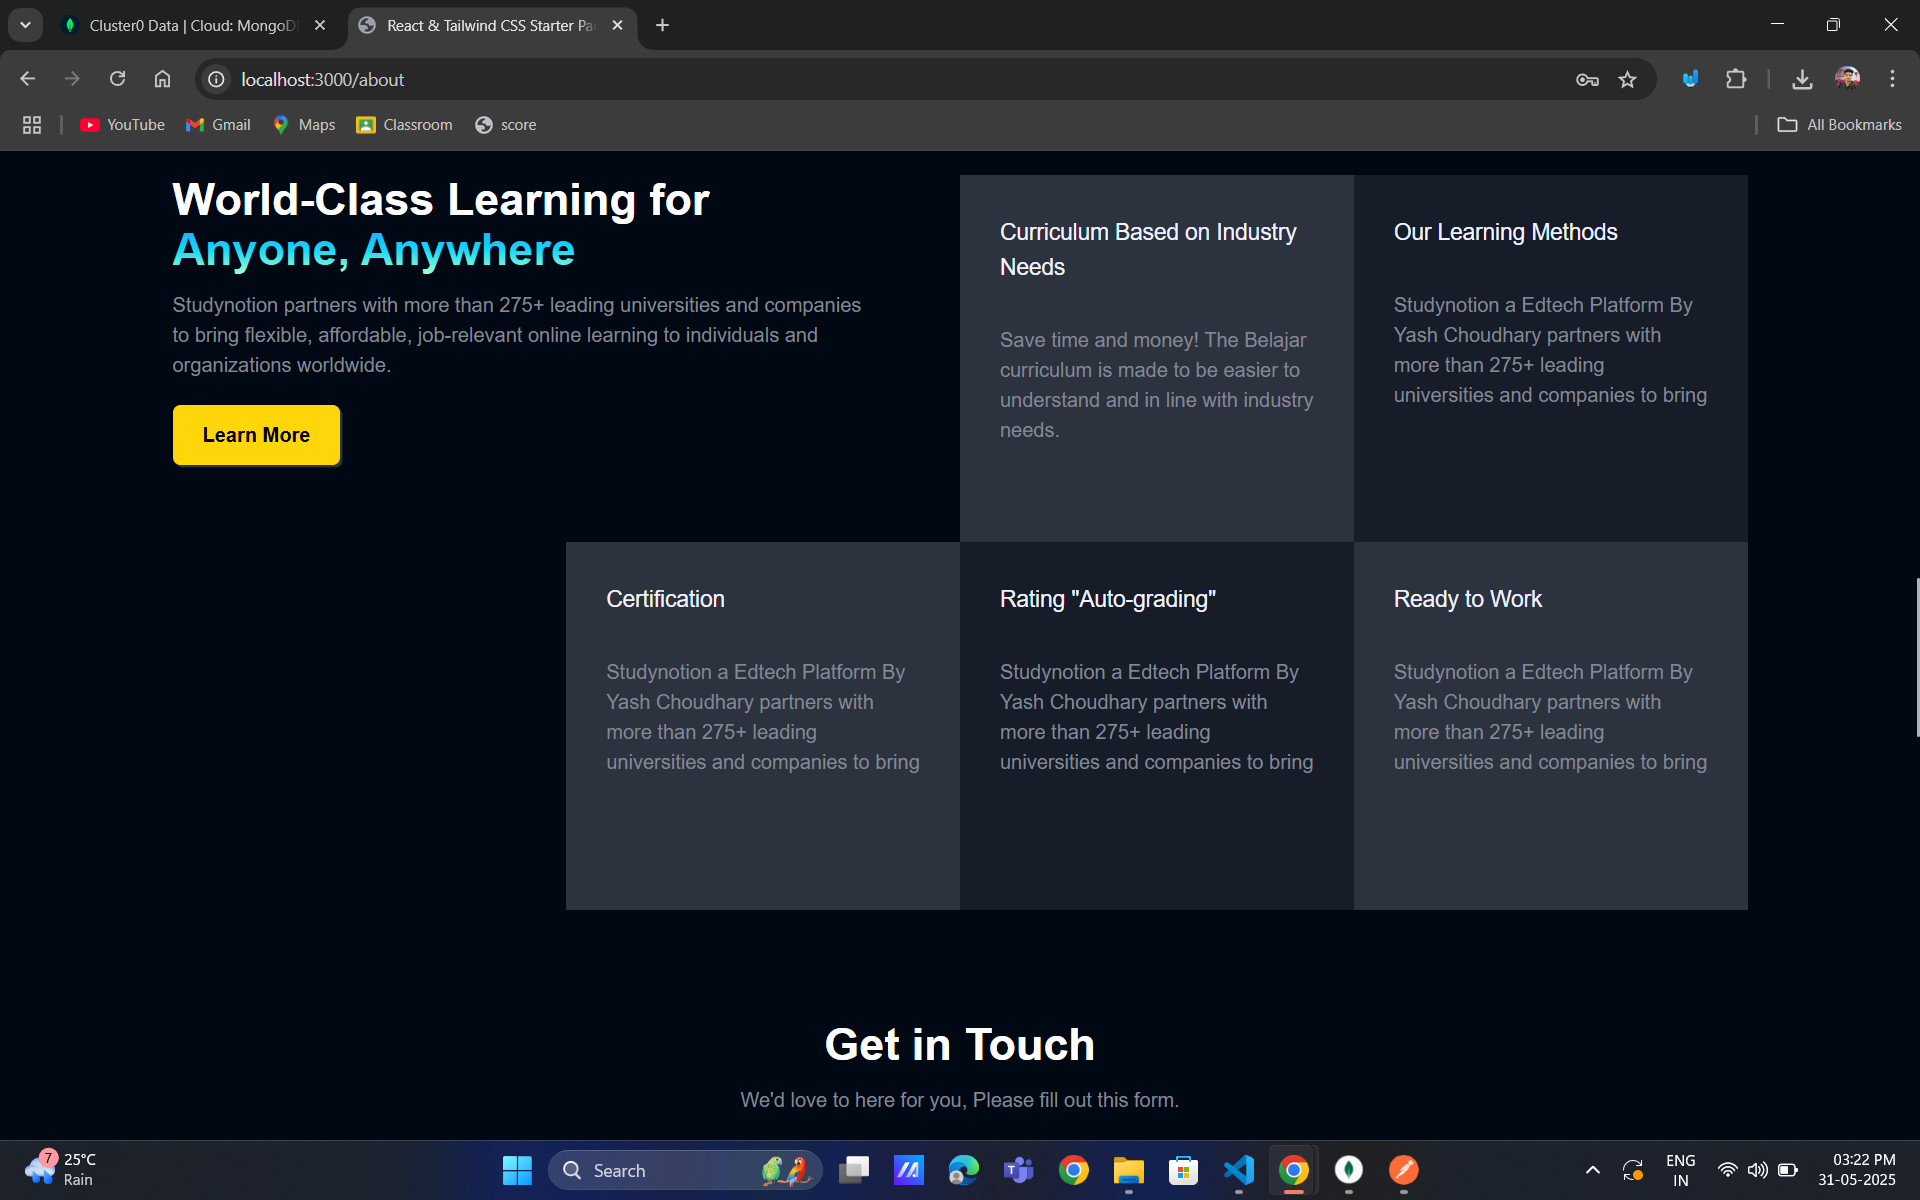 Cluster0 Data | Cloud: MongoD
React & Tailwind CSS Starter Pa
localhost:3000/about
YouTube
Gmail
Maps
Classroom
score
All Bookmarks
World-Class Learning for
Anyone, Anywhere
Studynotion partners with more than 275+ leading universities and companies
to bring flexible, affordable, job-relevant online learning to individuals and
organizations worldwide.
Learn More
Curriculum Based on Industry
Needs
Save time and money! The Belajar
curriculum is made to be easier to
understand and in line with industry
needs.
Our Learning Methods
Studynotion a Edtech Platform By
Yash Choudhary partners with
more than 275+ leading
universities and companies to bring
Certification
Studynotion a Edtech Platform By
Yash Choudhary partners with
more than 275+ leading
universities and companies to bring
Rating "Auto-grading"
Studynotion a Edtech Platform By
Yash Choudhary partners with
more than 275+ leading
universities and companies to bring
Ready to Work
Studynotion a Edtech Platform By
Yash Choudhary partners with
more than 275+ leading
universities and companies to bring
Get in Touch
We'd love to here for you, Please fill out this form.
7
25°C
Rain
Search
ENG
IN
03:22 PM
31-05-2025